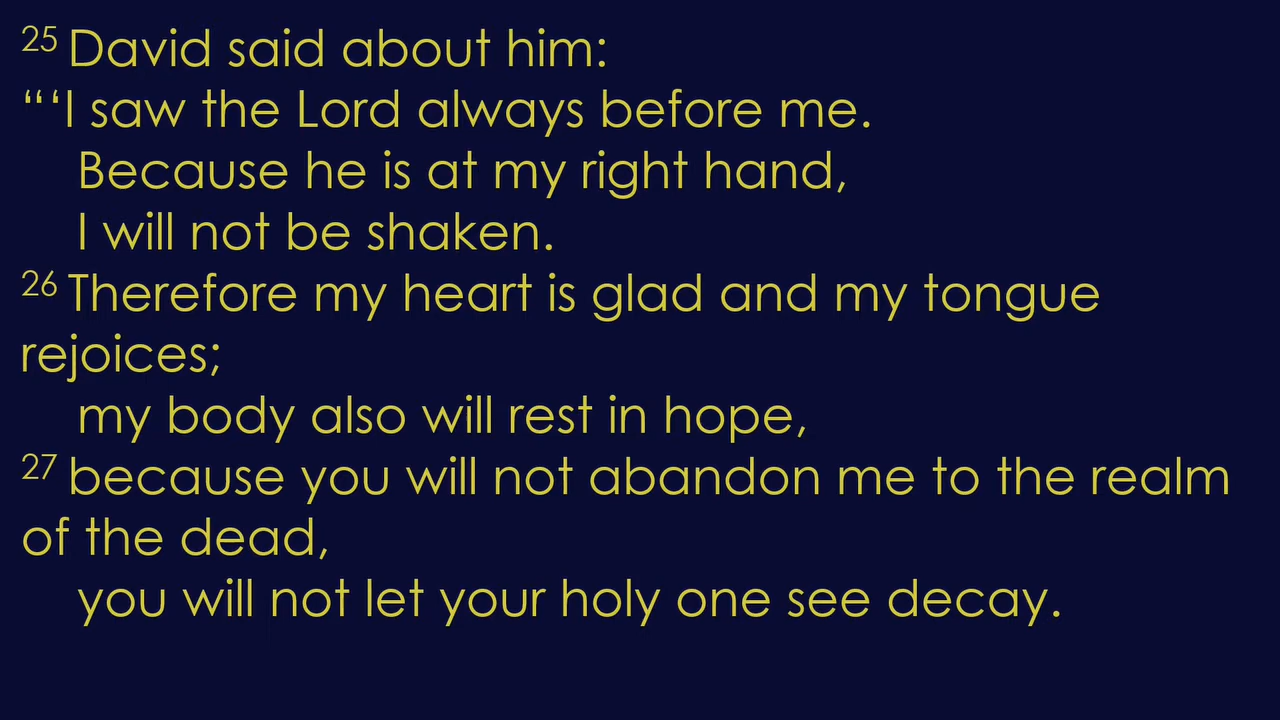 25 David said about him:
“‘I saw the Lord always before me.
Because he is at my right hand,
I will not be shaken.
26 Therefore my heart is glad and my tongue
rejoices;
my body also will rest in hope,
27 because you will not abandon me to the realm
of the dead,
you will not let your holy one see decay.